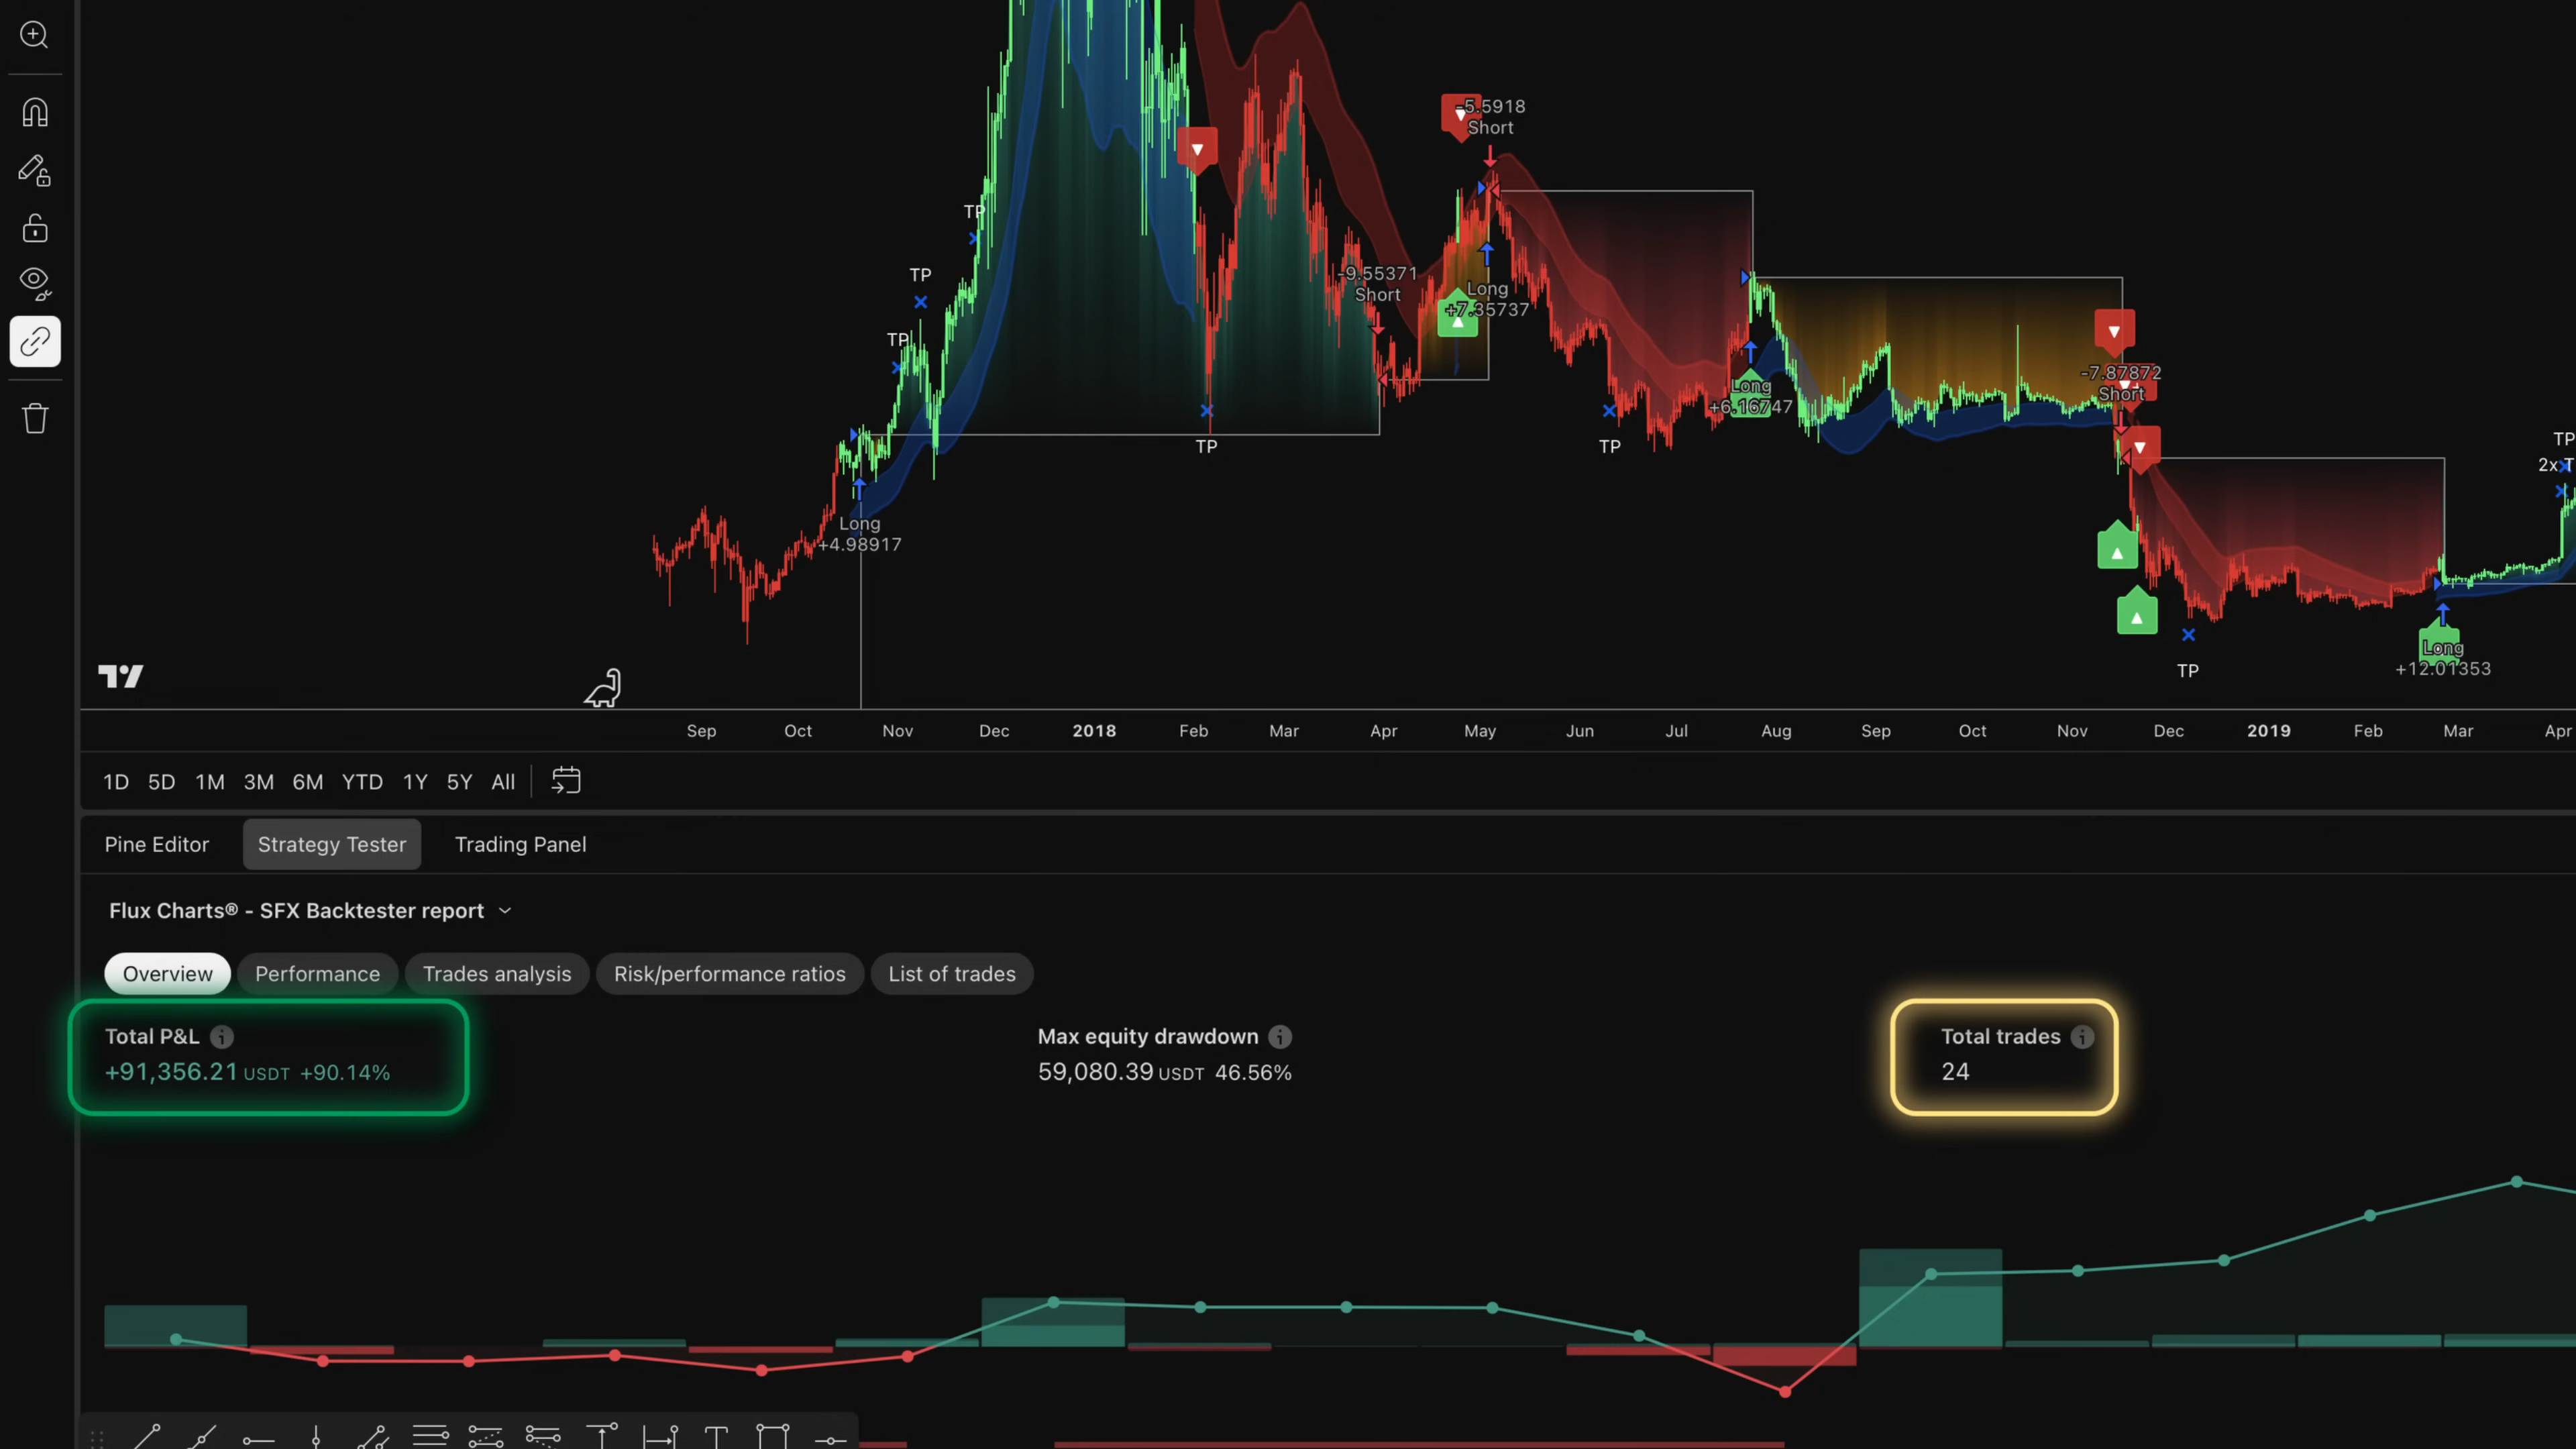 -5.5918
Short
TP
TP
-9.55371
Short
Long
+7.35737
TP
-7.87872
Short
Long
+6.16747
TP
TP
TP
2x T
Long
+4.98917
Long
+12.01353
TP
Sep Oct Nov Dec 2018 Feb Mar Apr May Jun Jul Aug Sep Oct Nov Dec 2019 Feb Mar Apr
1D 5D 1M 3M 6M YTD 1Y 5Y All
Pine Editor Strategy Tester Trading Panel
Flux Charts® - SFX Backtester report
Overview Performance Trades analysis Risk/performance ratios List of trades
Total P&L Max equity drawdown Total trades
+91,356.21 USDT +90.14% 59,080.39 USDT 46.56% 24